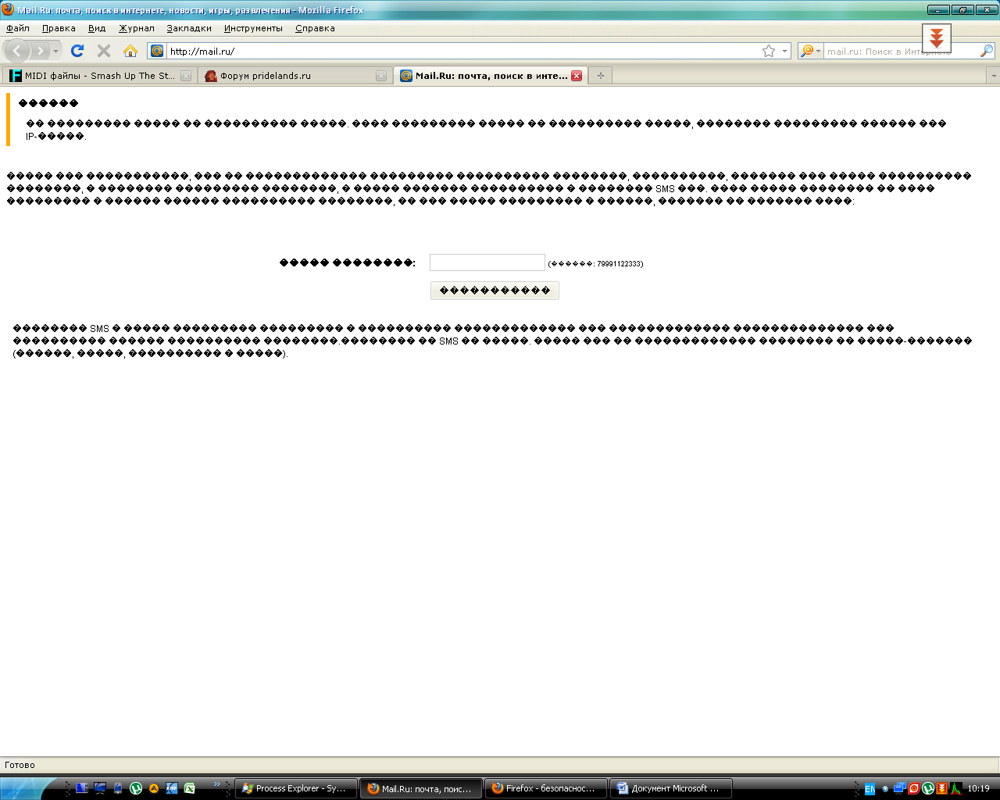 Mail.Ru: почта, поиск в интернете, новости, игры, развлечения - Mozilla Firefox
Файл Правка Вид Журнал Закладки Инструменты Справка
http://mail.ru/ mail.ru: Поиск в Интернете
MIDI файлы - Smash Up The St... Форум pridelands.ru Mail.Ru: почта, поиск в инте...
������
�� ��������� ����� �� ���������� �����. ���� ��������� ����� �� ���������� �����, �������� ��������� ������ ���
IP-�����.
����� ��� �����������, ��� �� ������������� ��������� ���������� ��������, ����������, ������� ��� ����� ����������
��������, � �������� ��������� ��������, � ����� ������� ���������� � �������� SMS ���. ���� ����� �������� �� ����
��������� � ������ ������ ���������� ��������, �� ��� ����� ��������� � ������, ������� �� ������� ����:
����� ��������: (������: 79991122333)
�����������
�������� SMS � ����� ��������� ��������� � ���������� ������������� ��� ������������� �������������� ���
���������� ������ ���������� ��������.�������� �� SMS �� �����. ����� ��� �� ������������� �������� �� �����-�������
(������, �����, ���������� � �����).
Готово
Process Explorer - Sy... Mail.Ru: почта, поис... Firefox - безопаснос... Документ Microsoft ... EN 10:19